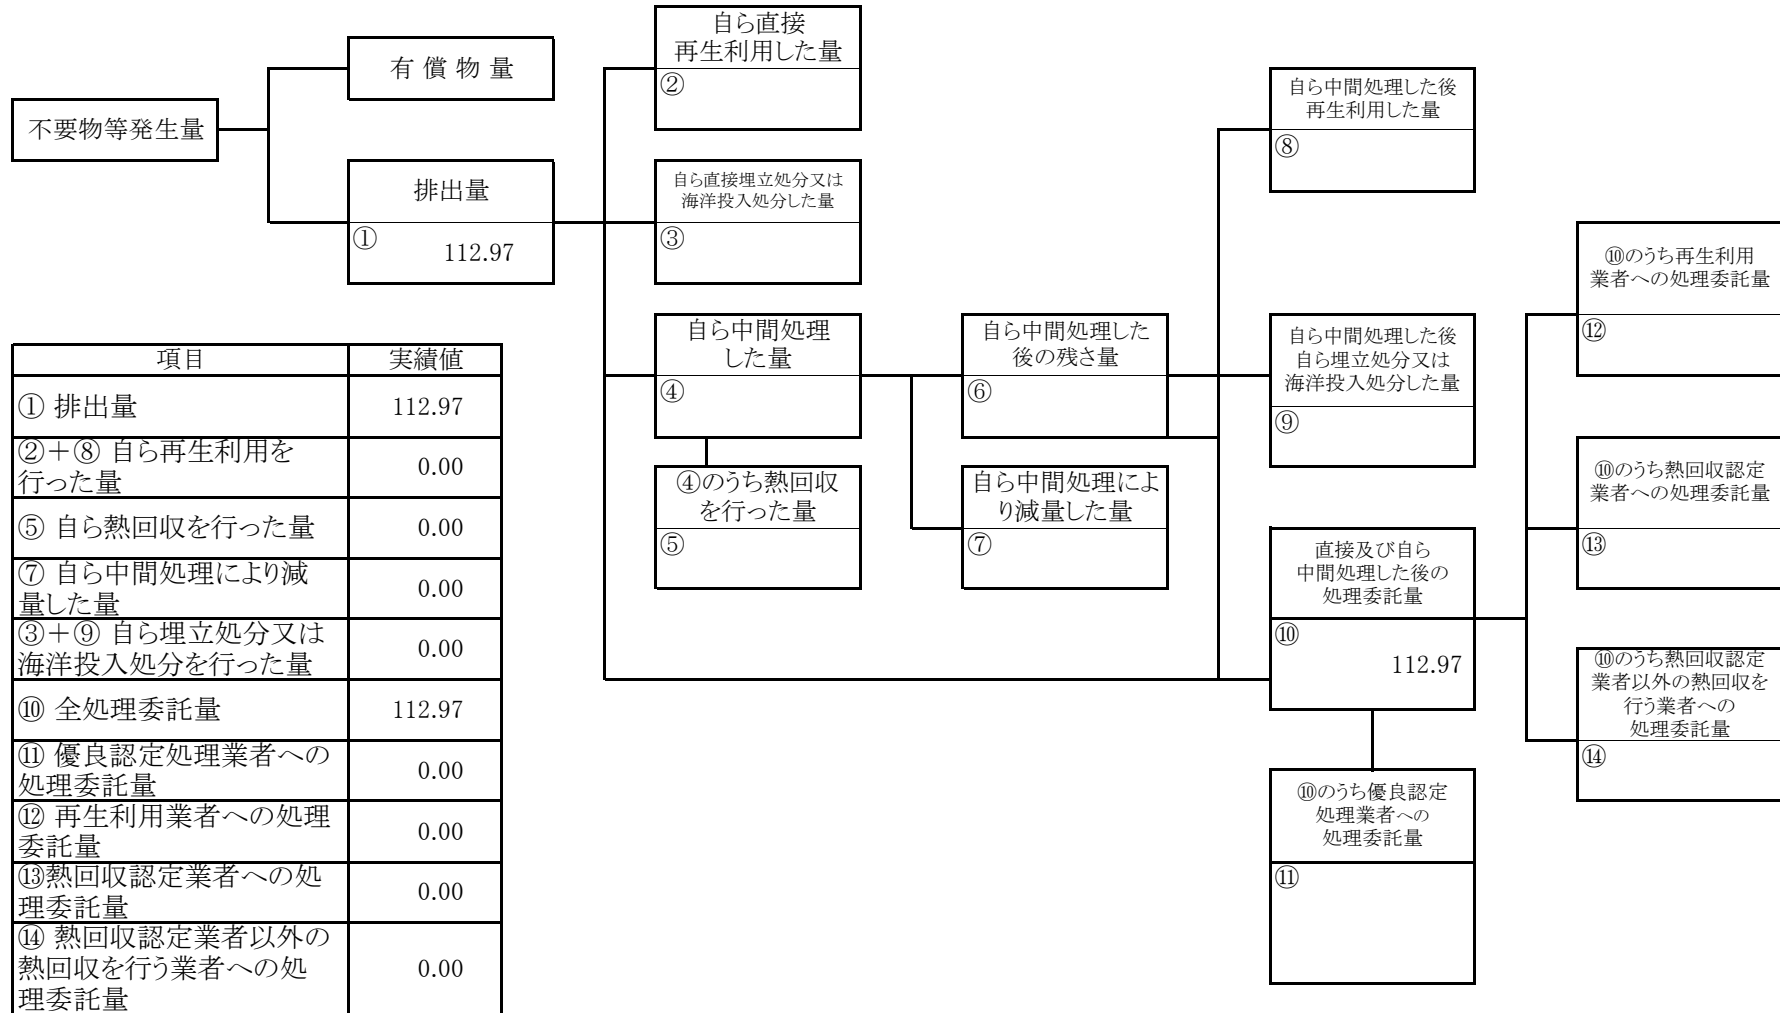 不要物等発生量
有 償 物 量
排出量
①
112.97
自ら直接
再生利用した量
②
自ら直接埋立処分又は
海洋投入処分した量
③
自ら中間処理
した量
④
④のうち熱回収
を行った量
⑤
自ら中間処理した
後の残さ量
⑥
自ら中間処理によ
り減量した量
⑦
自ら中間処理した後
再生利用した量
⑧
自ら中間処理した後
自ら埋立処分又は
海洋投入処分した量
⑨
直接及び自ら
中間処理した後の
処理委託量
⑩
112.97
⑩のうち優良認定
処理業者への
処理委託量
⑪
⑩のうち再生利用
業者への処理委託量
⑫
⑩のうち熱回収認定
業者への処理委託量
⑬
⑩のうち熱回収認定
業者以外の熱回収を
行う業者への
処理委託量
⑭
項目 実績値
① 排出量 112.97
②＋⑧ 自ら再生利用を
行った量 0.00
⑤ 自ら熱回収を行った量 0.00
⑦ 自ら中間処理により減
量した量 0.00
③＋⑨ 自ら埋立処分又は
海洋投入処分を行った量 0.00
⑩ 全処理委託量 112.97
⑪ 優良認定処理業者への
処理委託量 0.00
⑫ 再生利用業者への処理
委託量 0.00
⑬熱回収認定業者への処
理委託量 0.00
⑭ 熱回収認定業者以外の
熱回収を行う業者への処 0.00
理委託量